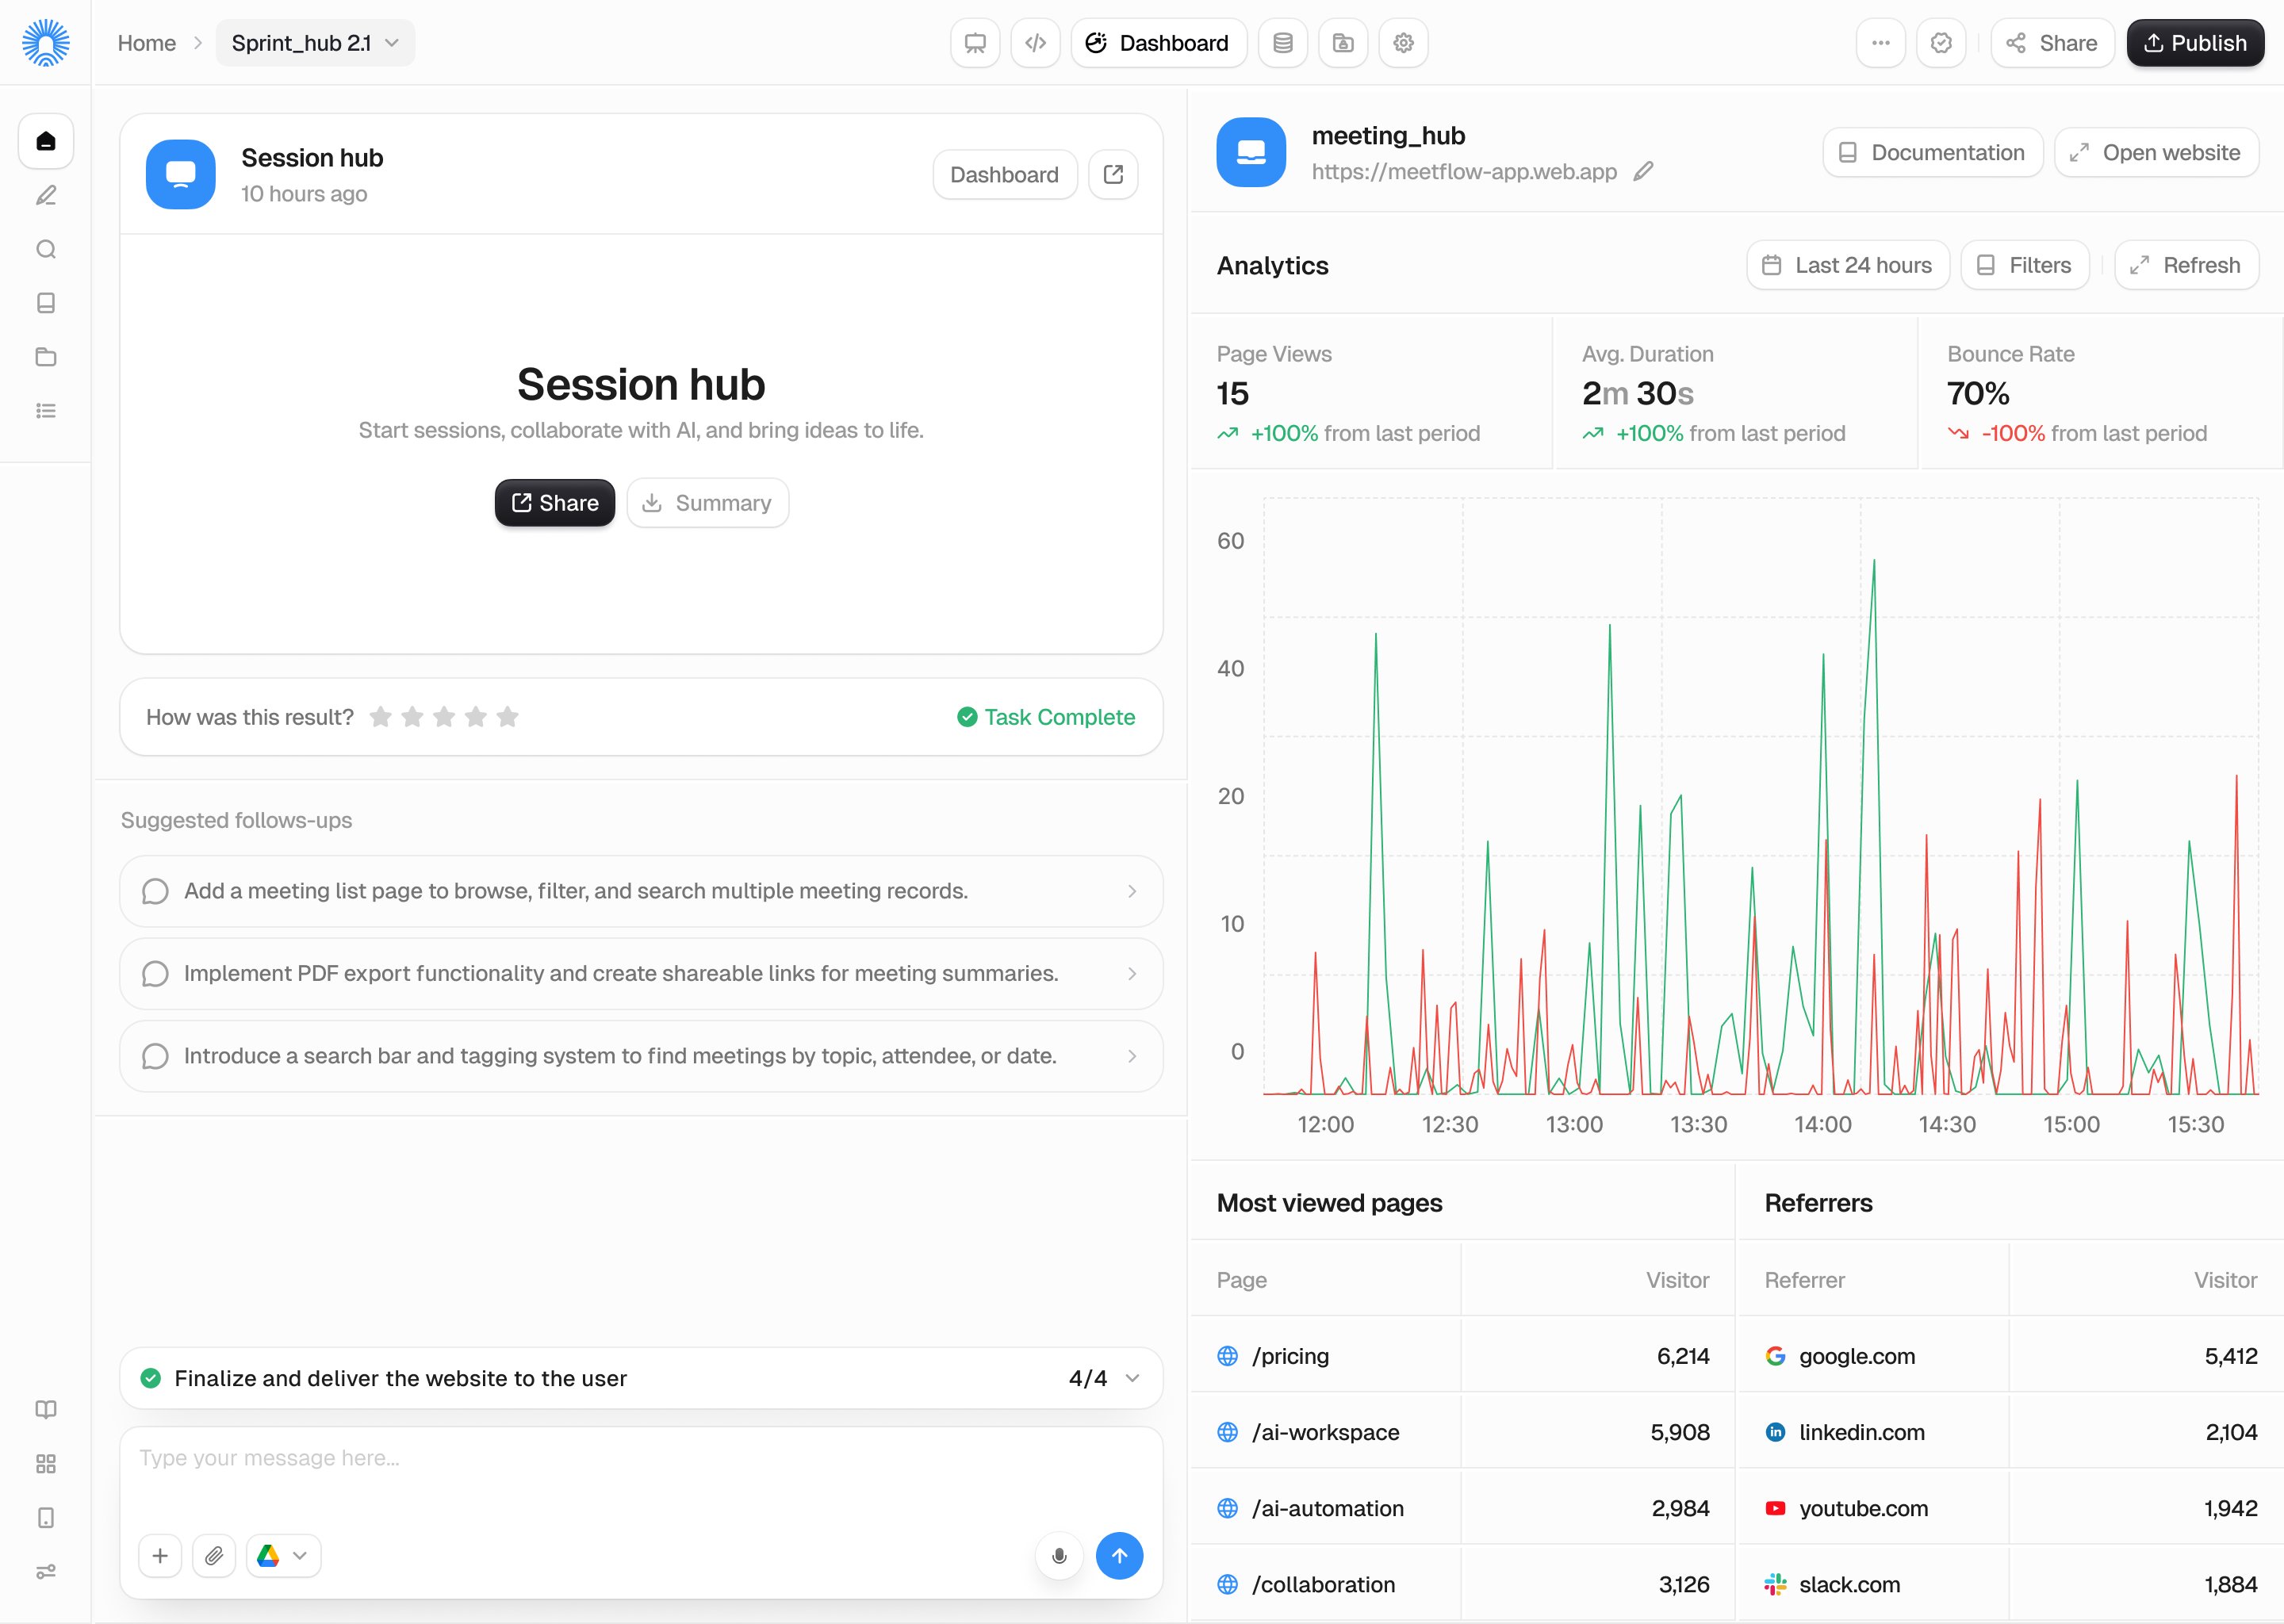 Home
Sprint_hub 2.1
Dashboard
Share
Publish
Session hub
10 hours ago
Dashboard
Session hub
Start sessions, collaborate with AI, and bring ideas to life.
Share
Summary
How was this result?
Task Complete
Suggested follows-ups
Add a meeting list page to browse, filter, and search multiple meeting records.
Implement PDF export functionality and create shareable links for meeting summaries.
Introduce a search bar and tagging system to find meetings by topic, attendee, or date.
Finalize and deliver the website to the user
4/4
Type your message here...
meeting_hub
https://meetflow-app.web.app
Documentation
Open website
Analytics
Last 24 hours
Filters
Refresh
Page Views
15
+100% from last period
Avg. Duration
2m 30s
+100% from last period
Bounce Rate
70%
-100% from last period
60
40
20
10
0
12:00
12:30
13:00
13:30
14:00
14:30
15:00
15:30
Most viewed pages
Page
Visitor
/pricing
6,214
/ai-workspace
5,908
/ai-automation
2,984
/collaboration
3,126
Referrers
Referrer
Visitor
google.com
5,412
in
linkedin.com
2,104
youtube.com
1,942
slack.com
1,884